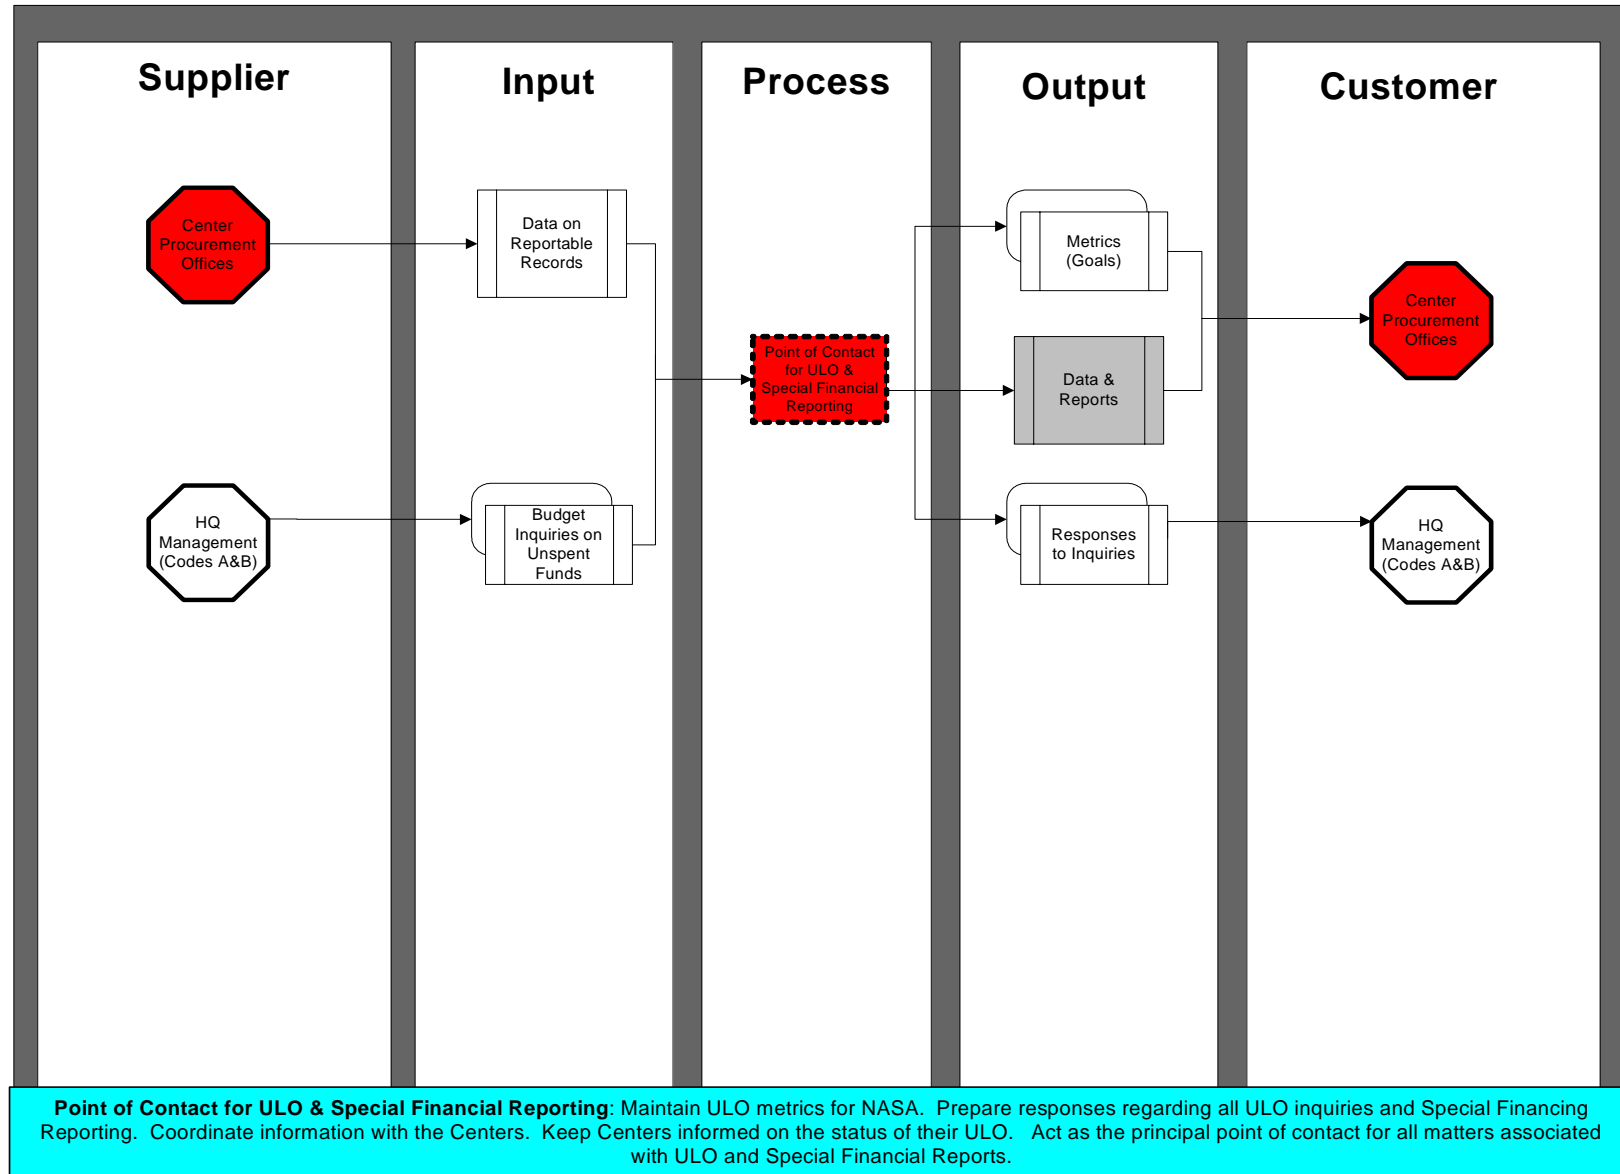 Supplier
Input
Process
Output
Customer
Center
Procurement
Offices
Data on
Reportable
Records
Metrics
(Goals)
Center
Procurement
Offices
Point of Contact
for ULO &
Special Financial
Reporting
Data &
Reports
HQ
Management
(Codes A&B)
Budget
Inquiries on
Unspent
Funds
Responses
to Inquiries
HQ
Management
(Codes A&B)
Point of Contact for ULO & Special Financial Reporting: Maintain ULO metrics for NASA. Prepare responses regarding all ULO inquiries and Special Financing
Reporting. Coordinate information with the Centers. Keep Centers informed on the status of their ULO. Act as the principal point of contact for all matters associated
with ULO and Special Financial Reports.